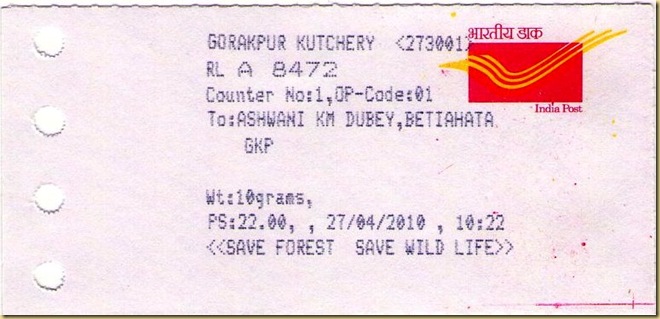 भारतीय डाक
GORAKPUR KUTCHERY <273001>
RL A 8472
Counter No:1,OP-Code:01
India Post
To:ASHWANI KM DUBEY,BETIAHATA
GKP
Wt:10grams,
PS:22.00, , 27/04/2010 , 10:22
<<SAVE FOREST SAVE WILD LIFE>>